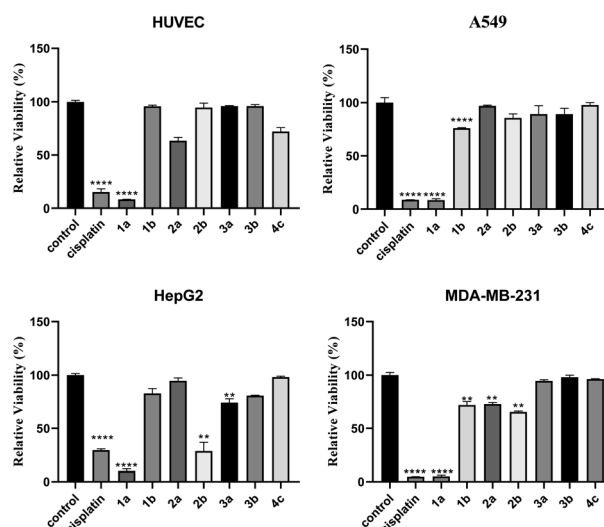 HUVEC
Relative Viability (%)
150
100
50
0
**** ****
control cisplatin 1a 1b 2a 2b 3a 3b 4c
A549
Relative Viability (%)
150
100
50
0
**** **** ****
control cisplatin 1a 1b 2a 2b 3a 3b 4c
HepG2
Relative Viability (%)
150
100
50
0
**** **** ** **
control cisplatin 1a 1b 2a 2b 3a 3b 4c
MDA-MB-231
Relative Viability (%)
150
100
50
0
**** **** ** ** **
control cisplatin 1a 1b 2a 2b 3a 3b 4c